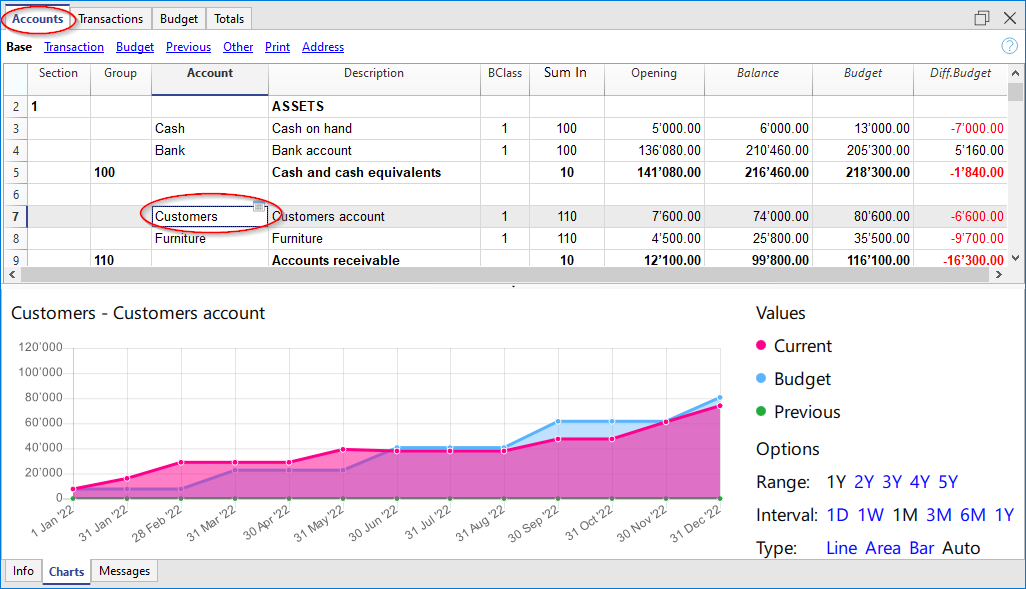 Accounts Transactions Budget Totals
Base Transaction Budget Previous Other Print Address ?
Section Group Account Description BClass Sum In Opening Balance Budget Diff.Budget
2 1 ASSETS
3 Cash Cash on hand 1 100 5’000.00 6’000.00 13’000.00 -7’000.00
4 Bank Bank account 1 100 136’080.00 210’460.00 205’300.00 5’160.00
5 100 Cash and cash equivalents 10 141’080.00 216’460.00 218’300.00 -1’840.00
6
7 Customers Customers account 1 110 7’600.00 74’000.00 80’600.00 -6’600.00
8 Furniture Furniture 1 110 4’500.00 25’800.00 35’500.00 -9’700.00
9 110 Accounts receivable 10 12’100.00 99’800.00 116’100.00 -16’300.00
Customers - Customers account
120’000
100’000
80’000
60’000
40’000
20’000
0
1 Jan '22 31 Jan '22 28 Feb '22 31 Mar '22 30 Apr '22 31 May '22 30 Jun '22 31 Jul '22 31 Aug '22 30 Sep '22 31 Oct '22 30 Nov '22 31 Dec '22
Values
Current
Budget
Previous
Options
Range: 1Y 2Y 3Y 4Y 5Y
Interval: 1D 1W 1M 3M 6M 1Y
Type: Line Area Bar Auto
Info Charts Messages